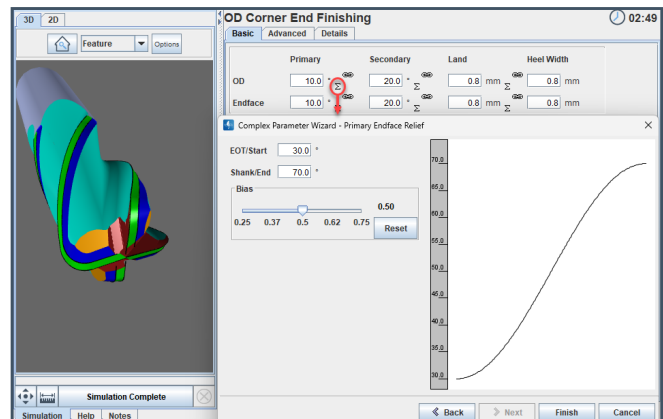 3D 2D
Feature Options
OD Corner End Finishing 02:49
Basic Advanced Details
Primary Secondary Land Heel Width
OD 10.0 ° Σ 20.0 ° Σ 0.8 mm Σ 0.8 mm
Endface 10.0 ° Σ 20.0 ° Σ 0.8 mm Σ 0.8 mm
Complex Parameter Wizard - Primary Endface Relief
EOT/Start 30.0 °
Shank/End 70.0 °
Bias
0.50
0.25 0.37 0.5 0.62 0.75 Reset
70.0
65.0
60.0
55.0
50.0
45.0
40.0
35.0
30.0
Simulation Complete
Simulation Help Notes
Back Next Finish Cancel